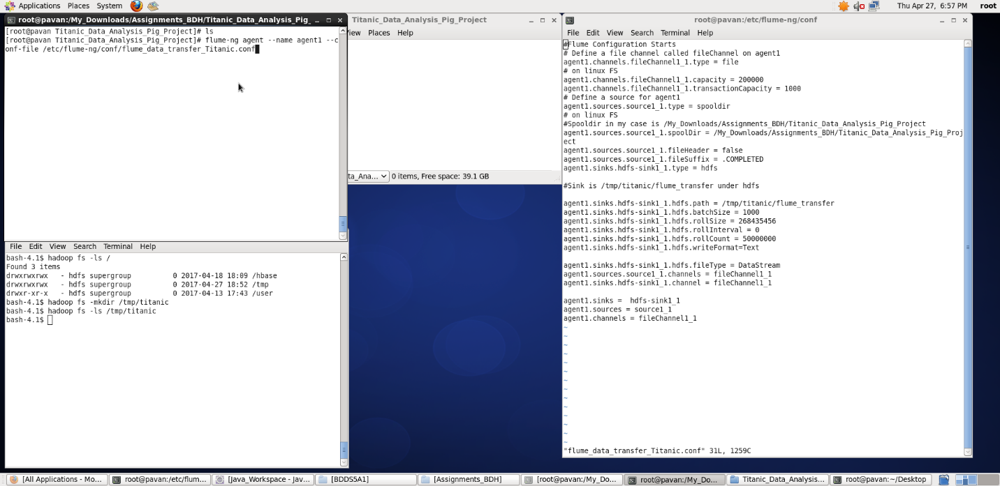 Applications Places System
Thu Apr 27, 6:57 PM root
root@pavan:/My_Downloads/Assignments_BDH/Titanic_Data_Analysis_Pig_
[root@pavan Titanic_Data_Analysis_Pig_Project]# ls
[root@pavan Titanic_Data_Analysis_Pig_Project]# flume-ng agent --name agent1 --c
onf-file /etc/flume-ng/conf/flume_data_transfer_Titanic.conf
Titanic_Data_Analysis_Pig_Project
View Places Help
ta_Ana... 0 items, Free space: 39.1 GB
File Edit View Search Terminal Help
bash-4.1$ hadoop fs -ls /
Found 3 items
drwxrwxrwx - hdfs supergroup 0 2017-04-18 18:09 /hbase
drwxrwxrwx - hdfs supergroup 0 2017-04-27 18:52 /tmp
drwxr-xr-x - hdfs supergroup 0 2017-04-13 17:43 /user
bash-4.1$ hadoop fs -mkdir /tmp/titanic
bash-4.1$ hadoop fs -ls /tmp/titanic
bash-4.1$
root@pavan:/etc/flume-ng/conf
File Edit View Search Terminal Help
#Flume Configuration Starts
# Define a file channel called fileChannel on agent1
agent1.channels.fileChannel1_1.type = file
# on linux FS
agent1.channels.fileChannel1_1.capacity = 200000
agent1.channels.fileChannel1_1.transactionCapacity = 1000
# Define a source for agent1
agent1.sources.source1_1.type = spooldir
# on linux FS
#Spooldir in my case is /My_Downloads/Assignments_BDH/Titanic_Data_Analysis_Pig_Project
agent1.sources.source1_1.spoolDir = /My_Downloads/Assignments_BDH/Titanic_Data_Analysis_Pig_Proj
ect
agent1.sources.source1_1.fileHeader = false
agent1.sources.source1_1.fileSuffix = .COMPLETED
agent1.sinks.hdfs-sink1_1.type = hdfs
#Sink is /tmp/titanic/flume_transfer under hdfs
agent1.sinks.hdfs-sink1_1.hdfs.path = /tmp/titanic/flume_transfer
agent1.sinks.hdfs-sink1_1.hdfs.batchSize = 1000
agent1.sinks.hdfs-sink1_1.hdfs.rollSize = 268435456
agent1.sinks.hdfs-sink1_1.hdfs.rollInterval = 0
agent1.sinks.hdfs-sink1_1.hdfs.rollCount = 50000000
agent1.sinks.hdfs-sink1_1.hdfs.writeFormat=Text
agent1.sinks.hdfs-sink1_1.hdfs.fileType = DataStream
agent1.sources.source1_1.channels = fileChannel1_1
agent1.sinks.hdfs-sink1_1.channel = fileChannel1_1
agent1.sinks = hdfs-sink1_1
agent1.sources = source1_1
agent1.channels = fileChannel1_1
~
~
~
~
~
~
~
~
~
~
~
~
~
~
"flume_data_transfer_Titanic.conf" 31L, 1259C
[All Applications - Mo... root@pavan:/etc/flum... [Java_Workspace - Jav... [BDDS5A1] [Assignments_BDH] [root@pavan:/My_Do... root@pavan:/My_Do... Titanic_Data_Analysis... root@pavan:~/Desktop